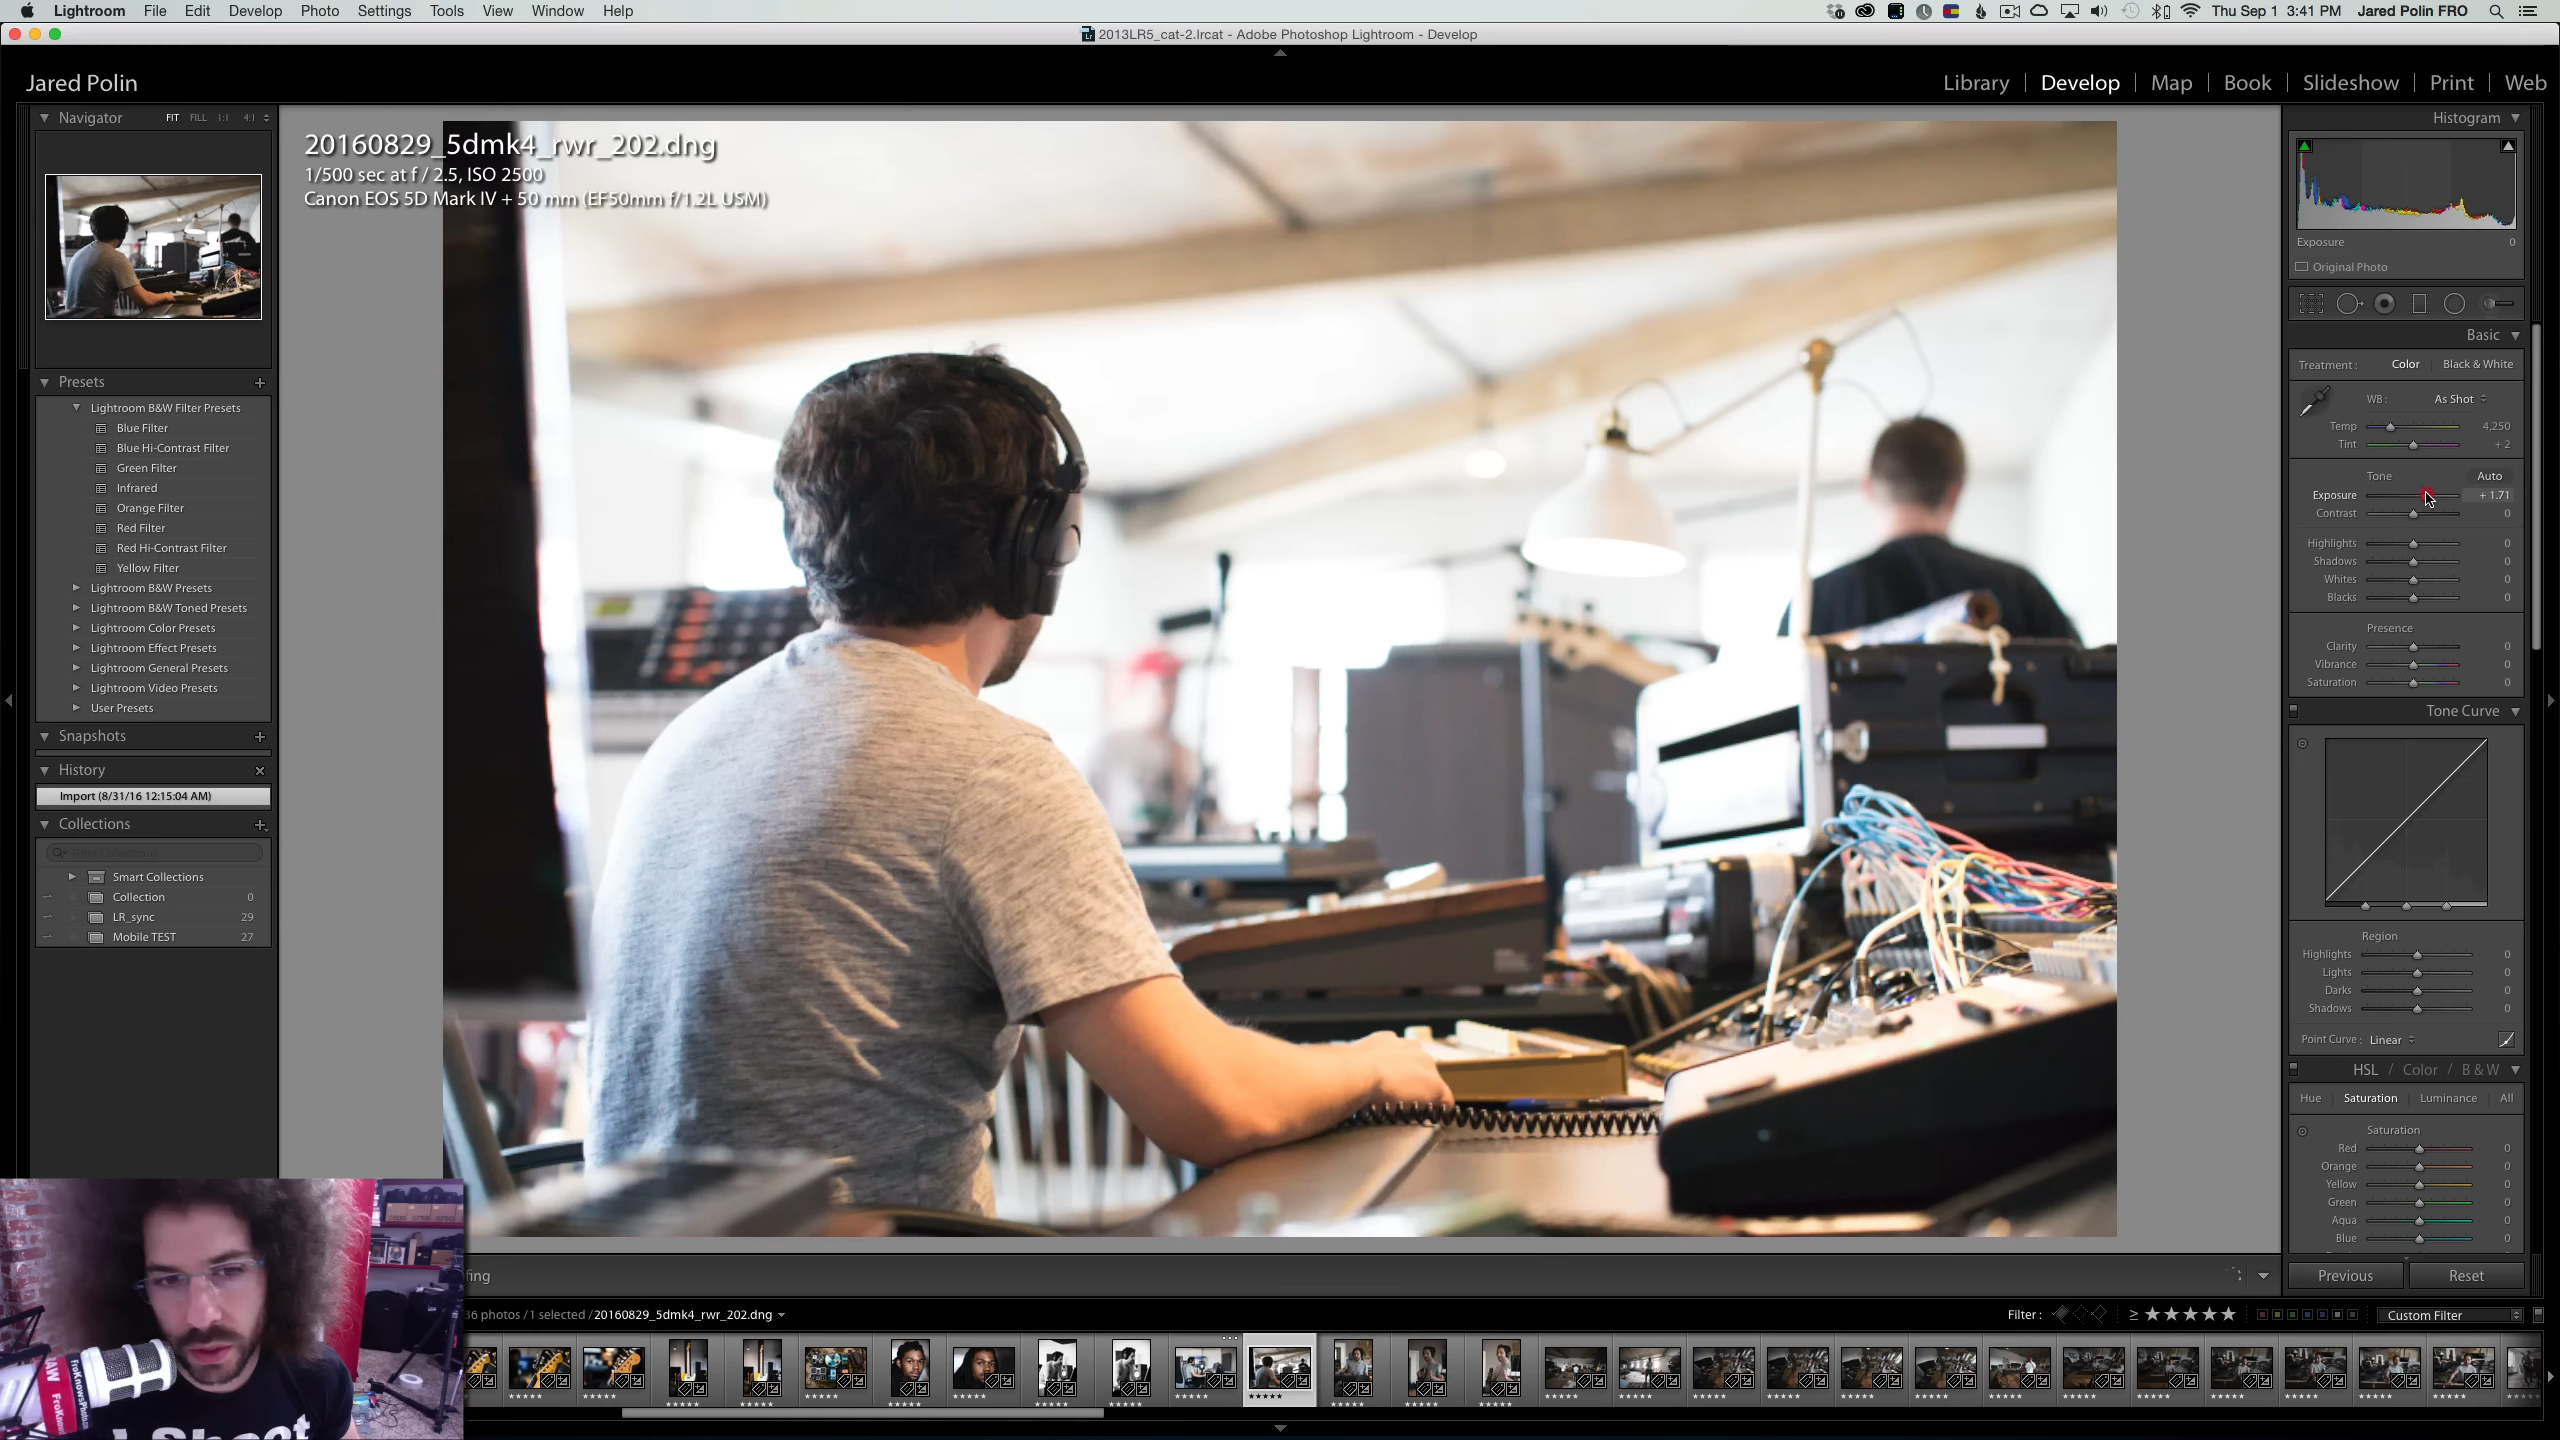 Lightroom File Edit Develop Photo Settings Tools View Window Help
Thu Sep 1 3:41 PM Jared Polin FRO
2013LR5_cat-2.lrcat - Adobe Photoshop Lightroom - Develop
Jared Polin
Library | Develop | Map | Book | Slideshow | Print | Web
Navigator FIT FILL 1:1 4:1
20160829_5dmk4_rwr_202.dng
1/500 sec at f / 2.5, ISO 2500
Canon EOS 5D Mark IV + 50 mm (EF50mm f/1.2L USM)
Presets
Lightroom B&W Filter Presets
Blue Filter
Blue Hi-Contrast Filter
Green Filter
Infrared
Orange Filter
Red Filter
Red Hi-Contrast Filter
Yellow Filter
Lightroom B&W Presets
Lightroom B&W Toned Presets
Lightroom Color Presets
Lightroom Effect Presets
Lightroom General Presets
Lightroom Video Presets
User Presets
Snapshots
History
Import (8/31/16 12:15:04 AM)
Collections
Filter Collections
Smart Collections
Collection 0
LR_sync 29
Mobile TEST 27
Histogram
Exposure 0
Original Photo
Basic
Treatment : Color Black & White
WB : As Shot
Temp 4,250
Tint + 2
Tone Auto
Exposure + 1.71
Contrast 0
Highlights 0
Shadows 0
Whites 0
Blacks 0
Presence
Clarity 0
Vibrance 0
Saturation 0
Tone Curve
Region
Highlights 0
Lights 0
Darks 0
Shadows 0
Point Curve : Linear
HSL / Color / B & W
Hue Saturation Luminance All
Saturation
Red 0
Orange 0
Yellow 0
Green 0
Aqua 0
Blue 0
Previous Reset
fing
36 photos / 1 selected / 20160829_5dmk4_rwr_202.dng
Filter : ≥ ★★★★★ Custom Filter
RAW
FroKnowsPhoto